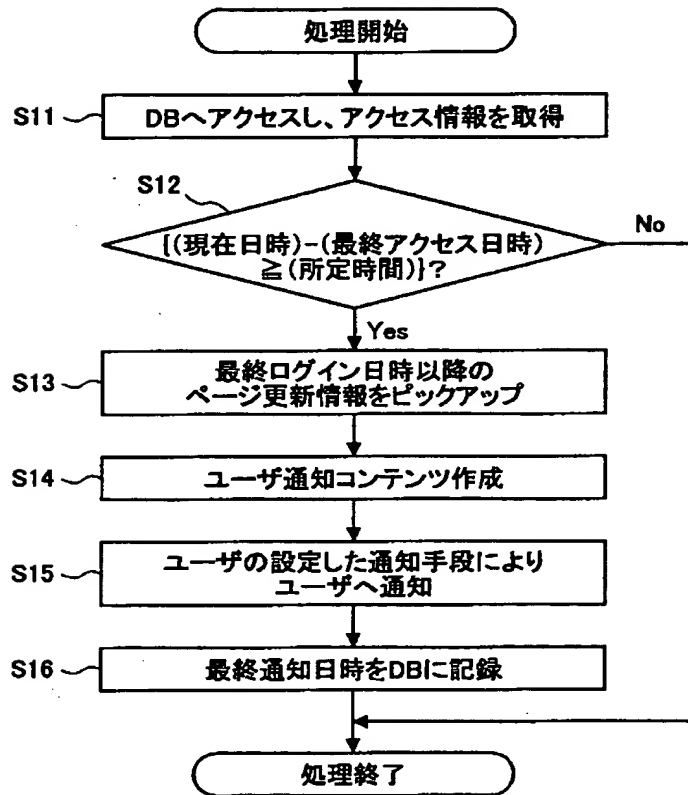 処理開始
S11
DBへアクセスし、アクセス情報を取得
S12
{(現在日時)-(最終アクセス日時)
≧(所定時間)}?
No
Yes
S13
最終ログイン日時以降の
ページ更新情報をピックアップ
S14
ユーザ通知コンテンツ作成
S15
ユーザの設定した通知手段により
ユーザへ通知
S16
最終通知日時をDBに記録
処理終了